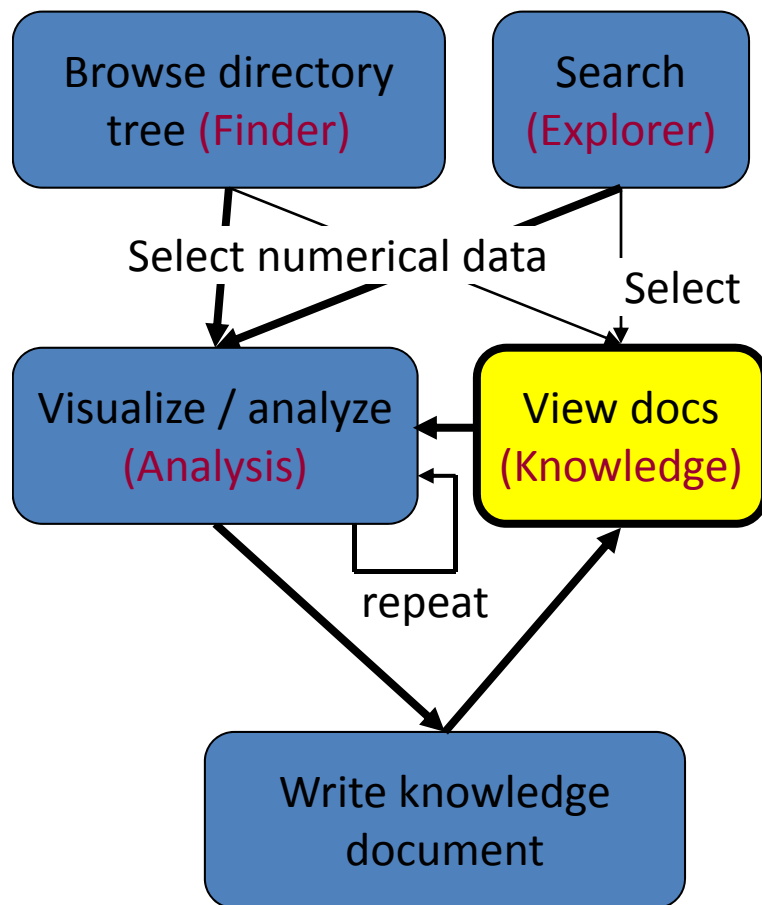 Browse directory
tree (Finder)
Search
(Explorer)
Select numerical data
Select
Visualize / analyze
(Analysis)
View docs
(Knowledge)
repeat
Write knowledge
document